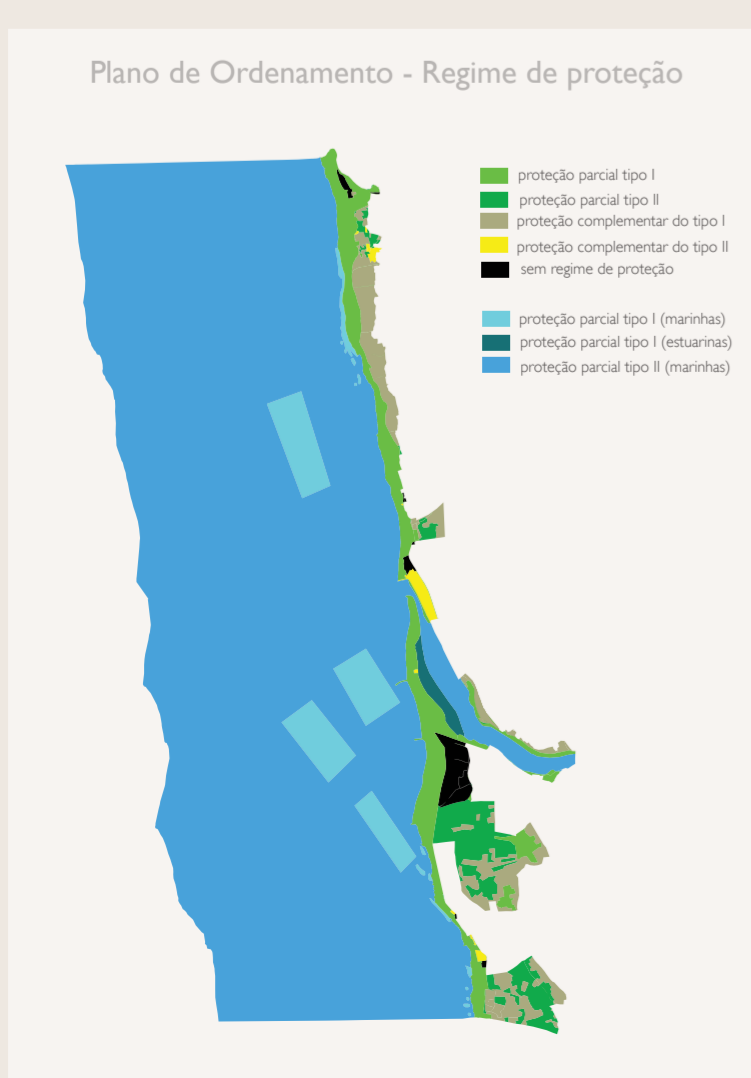 Plano de Ordenamento - Regime de proteção
proteção parcial tipo I
proteção parcial tipo II
proteção complementar do tipo I
proteção complementar do tipo II
sem regime de proteção
proteção parcial tipo I (marinhas)
proteção parcial tipo I (estuarinas)
proteção parcial tipo II (marinhas)